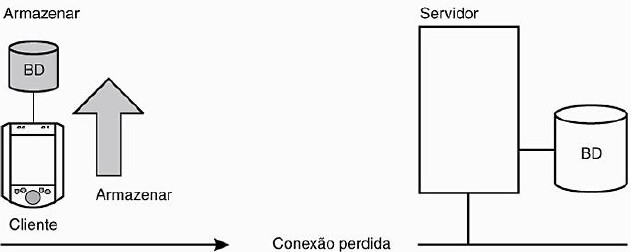 Armazenar
Servidor
BD
BD
Armazenar
Cliente
Conexão perdida